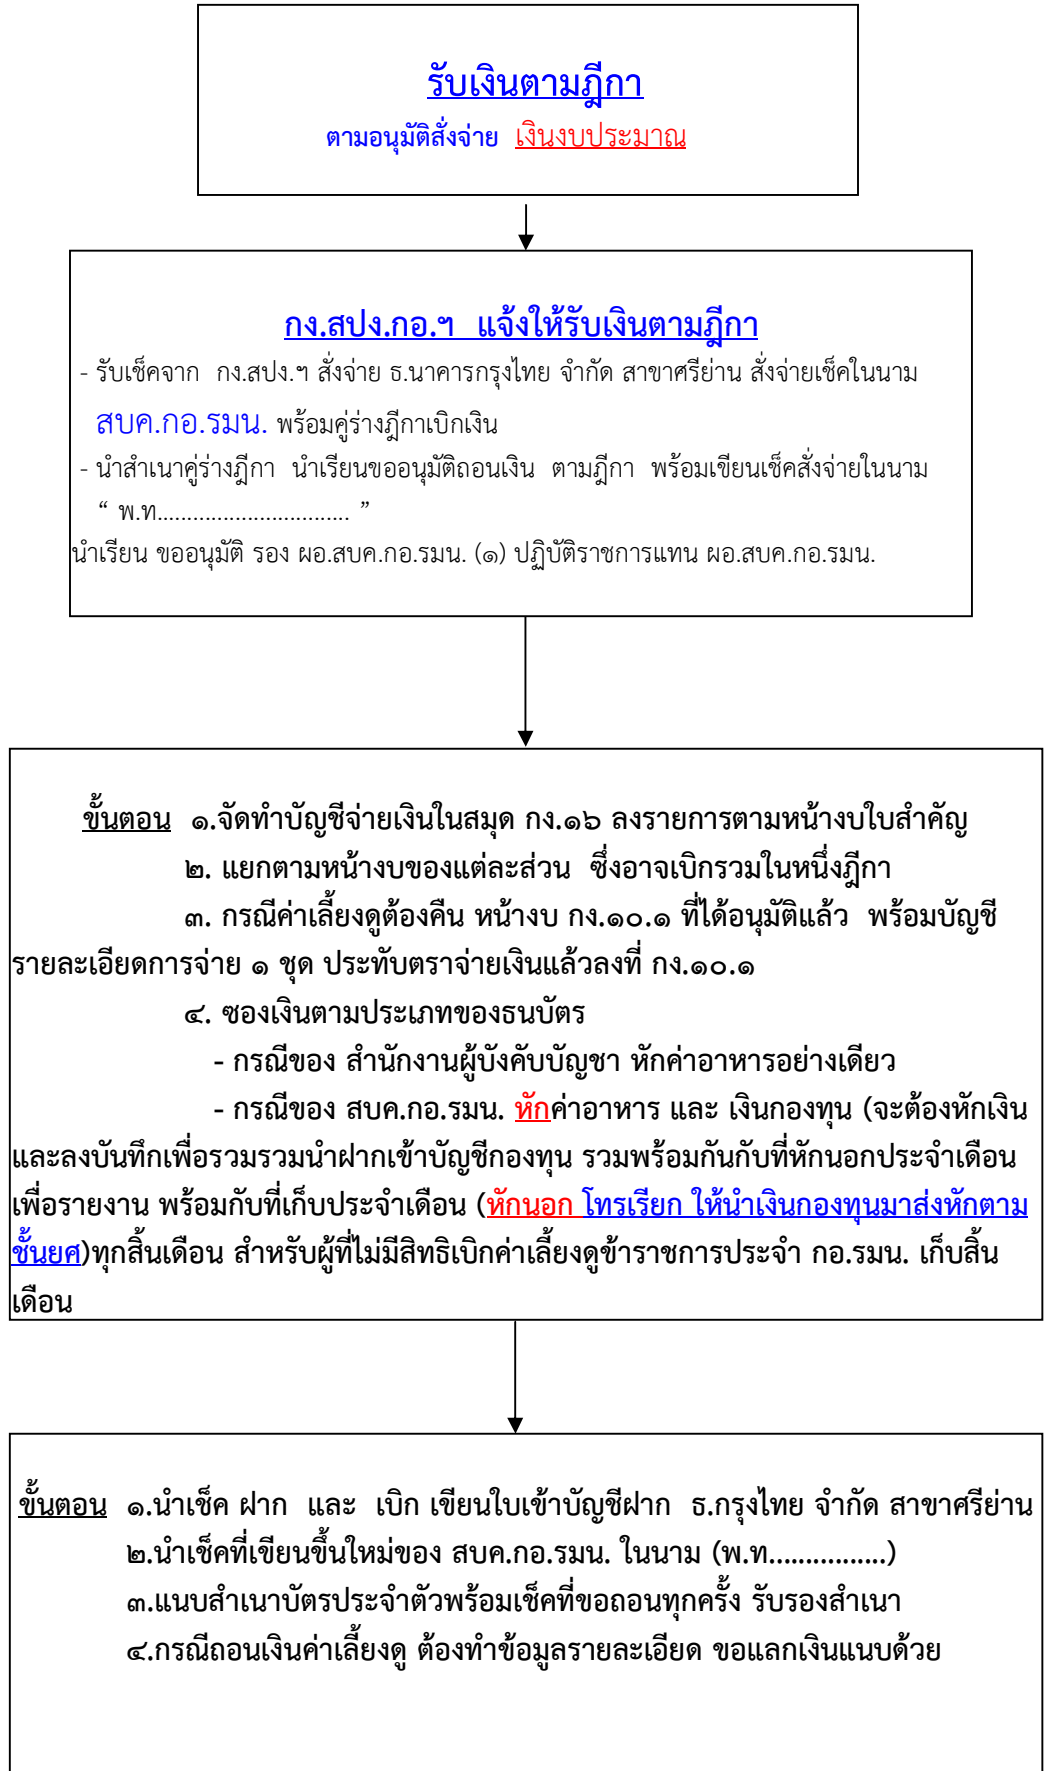 รับเงินตามฎีกา
ตามอนุมัติสั่งจ่าย เงินงบประมาณ
กง.สปง.กอ.ฯ แจ้งให้รับเงินตามฎีกา
- รับเช็คจาก กง.สปง.ฯ สั่งจ่าย ธ.นาคารกรุงไทย จำกัด สาขาศรีย่าน สั่งจ่ายเช็คในนาม
สบค.กอ.รมน. พร้อมคู่ร่างฎีกาเบิกเงิน
- นำสำเนาคู่ร่างฎีกา นำเรียนขออนุมัติถอนเงิน ตามฎีกา พร้อมเขียนเช็คสั่งจ่ายในนาม
“ พ.ท................................ ”
นำเรียน ขออนุมัติ รอง ผอ.สบค.กอ.รมน. (๑) ปฏิบัติราชการแทน ผอ.สบค.กอ.รมน.
ขั้นตอน ๑.จัดทำบัญชีจ่ายเงินในสมุด กง.๑๖ ลงรายการตามหน้างบใบสำคัญ
๒. แยกตามหน้างบของแต่ละส่วน ซึ่งอาจเบิกรวมในหนึ่งฎีกา
๓. กรณีค่าเลี้ยงดูต้องคืน หน้างบ กง.๑๐.๑ ที่ได้อนุมัติแล้ว พร้อมบัญชี
รายละเอียดการจ่าย ๑ ชุด ประทับตราจ่ายเงินแล้วลงที่ กง.๑๐.๑
๔. ซองเงินตามประเภทของธนบัตร
- กรณีของ สำนักงานผู้บังคับบัญชา หักค่าอาหารอย่างเดียว
- กรณีของ สบค.กอ.รมน. หักค่าอาหาร และ เงินกองทุน (จะต้องหักเงิน
และลงบันทึกเพื่อรวมรวมนำฝากเข้าบัญชีกองทุน รวมพร้อมกันกับที่หักนอกประจำเดือน
เพื่อรายงาน พร้อมกับที่เก็บประจำเดือน (หักนอก โทรเรียก ให้นำเงินกองทุนมาส่งหักตาม
ชั้นยศ)ทุกสิ้นเดือน สำหรับผู้ที่ไม่มีสิทธิเบิกค่าเลี้ยงดูข้าราชการประจำ กอ.รมน. เก็บสิ้น
เดือน
ขั้นตอน ๑.นำเช็ค ฝาก และ เบิก เขียนใบเข้าบัญชีฝาก ธ.กรุงไทย จำกัด สาขาศรีย่าน
๒.นำเช็คที่เขียนขึ้นใหม่ของ สบค.กอ.รมน. ในนาม (พ.ท................)
๓.แนบสำเนาบัตรประจำตัวพร้อมเช็คที่ขอถอนทุกครั้ง รับรองสำเนา
๔.กรณีถอนเงินค่าเลี้ยงดู ต้องทำข้อมูลรายละเอียด ขอแลกเงินแนบด้วย